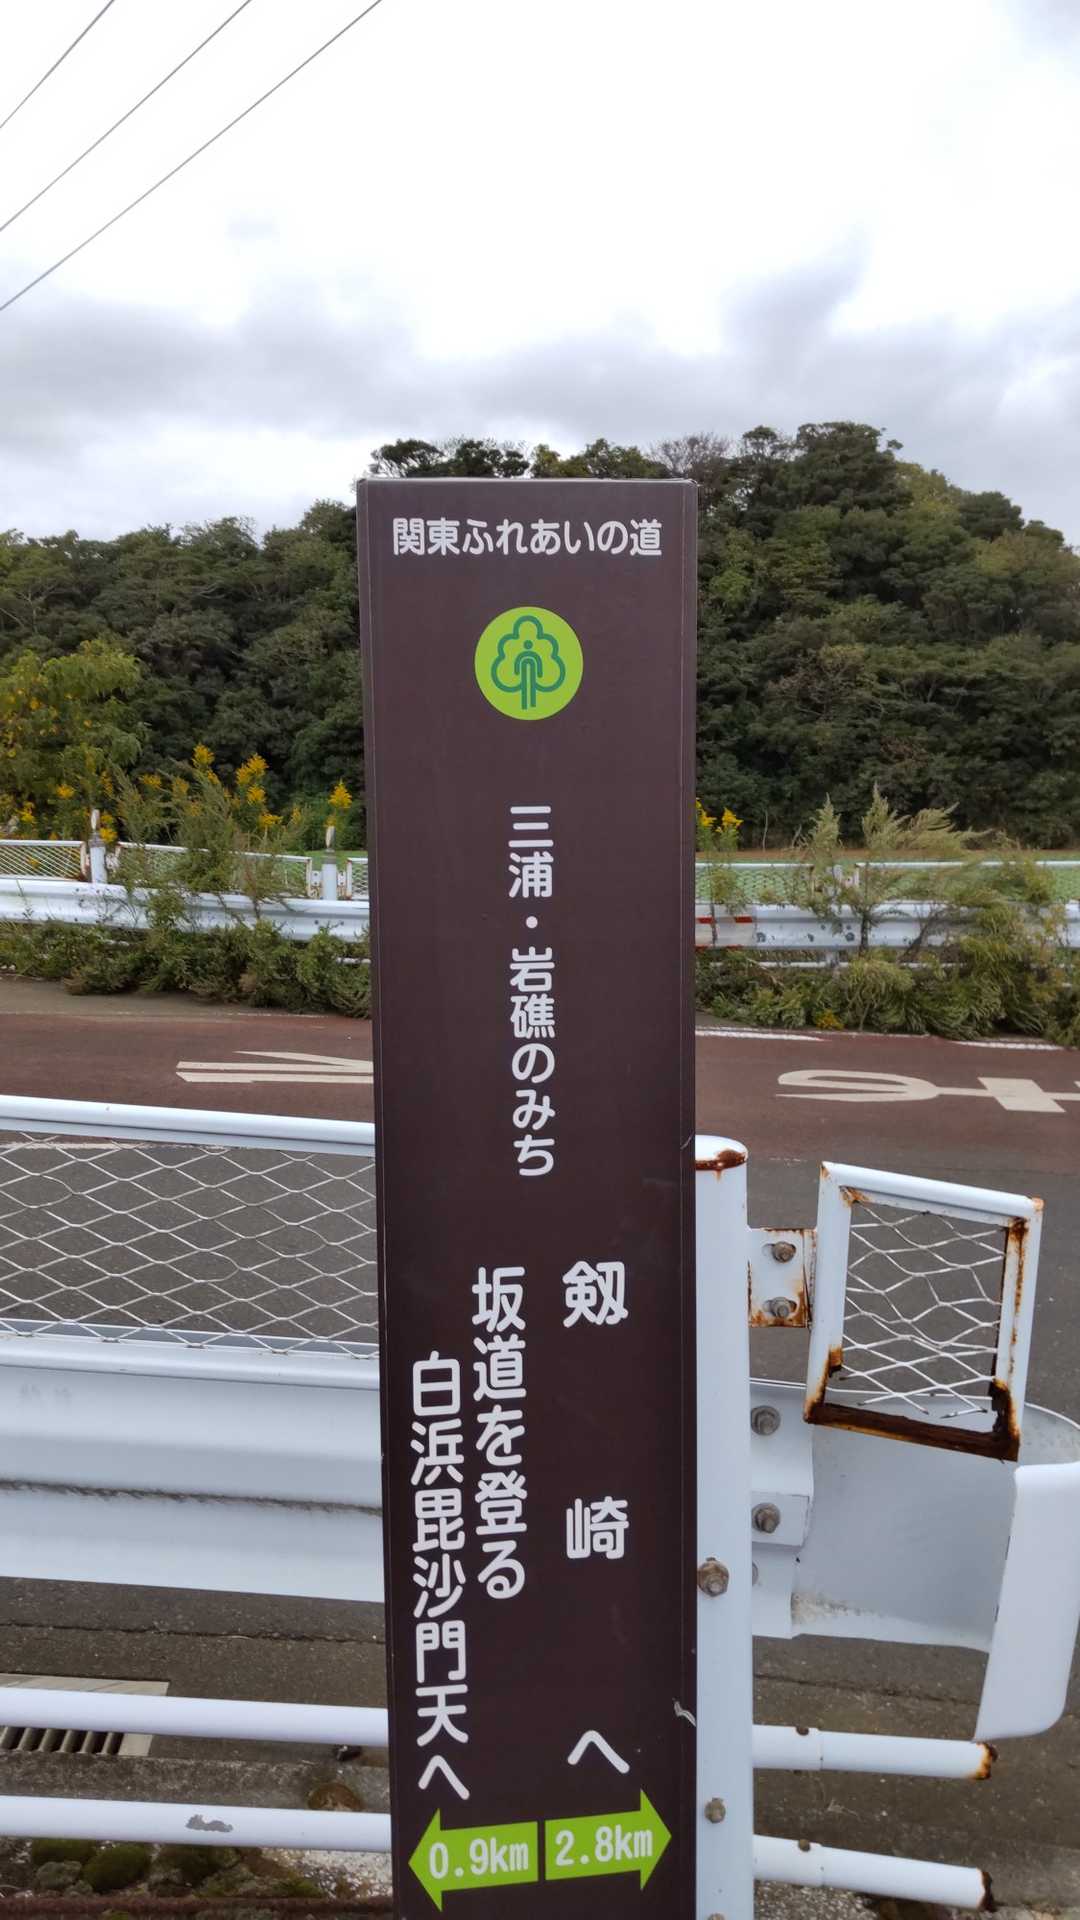 関東ふれあいの道
三浦・岩礁のみち
剱崎へ
坂道を登る
白浜毘沙門天へ
0.9km
2.8km